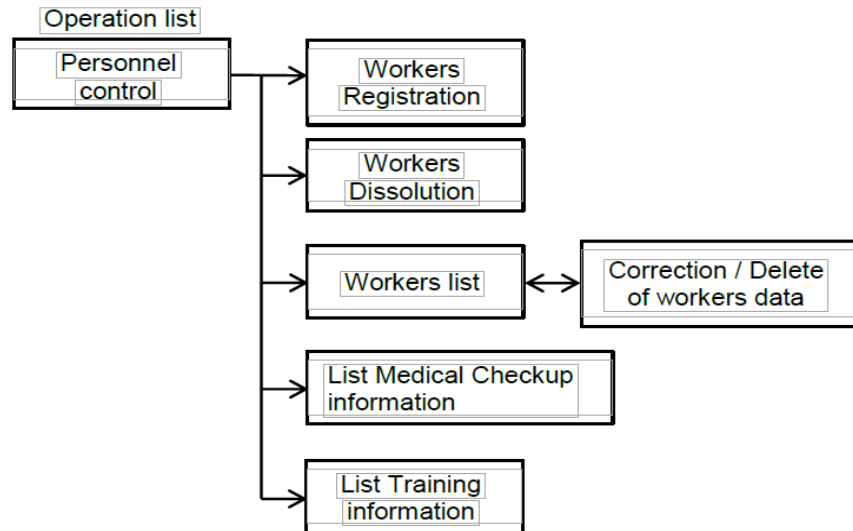 Operation list
Personnel
control
Workers
Registration
Workers
Dissolution
Workers list
Correction / Delete
of workers data
List Medical Checkup
information
List Training
information